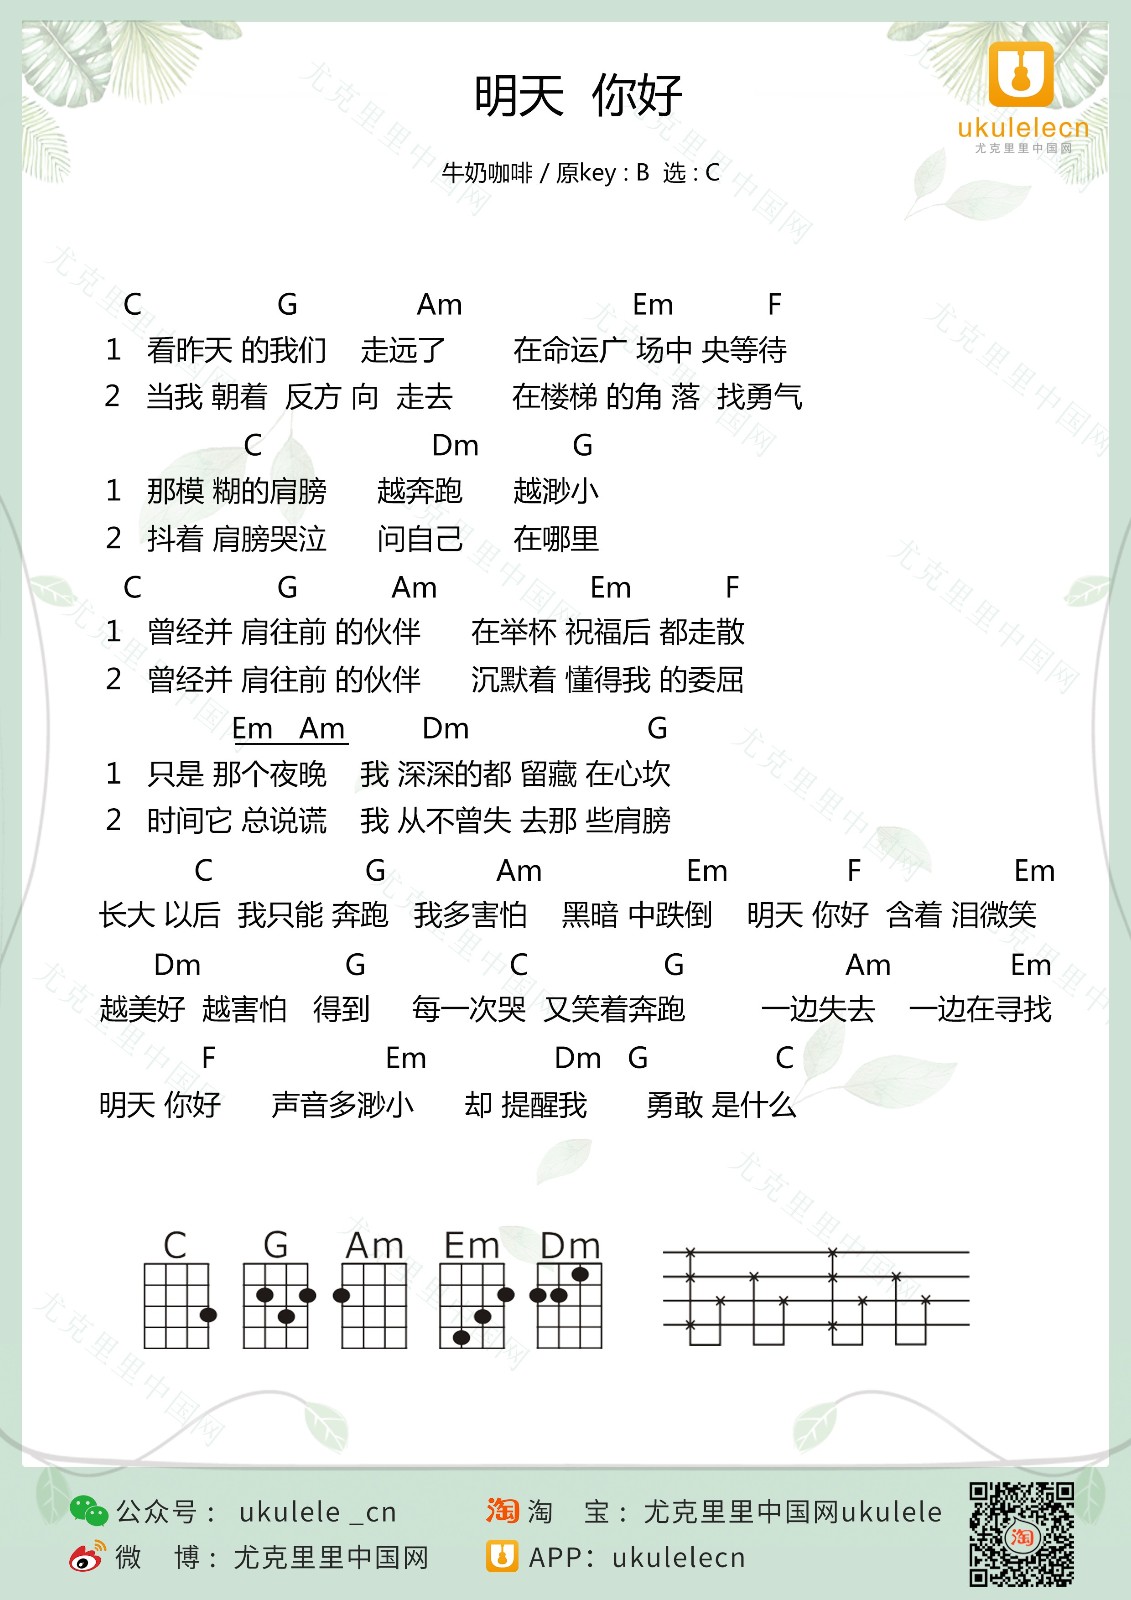 明天 你好
ukulelecn
尤克里里中国网
牛奶咖啡 / 原key : B 选 : C
C G Am Em F
1 看昨天 的我们 走远了 在命运广 场中 央等待
2 当我 朝着 反方 向 走去 在楼梯 的角 落 找勇气
C Dm G
1 那模 糊的肩膀 越奔跑 越渺小
2 抖着 肩膀哭泣 问自己 在哪里
C G Am Em F
1 曾经并 肩往前 的伙伴 在举杯 祝福后 都走散
2 曾经并 肩往前 的伙伴 沉默着 懂得我 的委屈
Em Am Dm G
1 只是 那个夜晚 我 深深的都 留藏 在心坎
2 时间它 总说谎 我 从不曾失 去那 些肩膀
C G Am Em F Em
长大 以后 我只能 奔跑 我多害怕 黑暗 中跌倒 明天 你好 含着 泪微笑
Dm G C G Am Em
越美好 越害怕 得到 每一次哭 又笑着奔跑 一边失去 一边在寻找
F Em Dm G C
明天 你好 声音多渺小 却 提醒我 勇敢 是什么
C G Am Em Dm
公众号： ukulele _cn
淘 淘 宝： 尤克里里中国网ukulele
微 博： 尤克里里中国网
APP： ukulelecn
淘